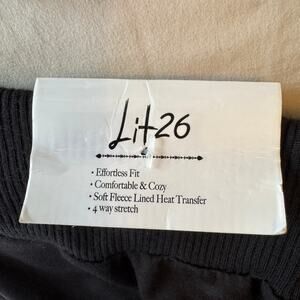 Lit26
• Effortless Fit
• Comfortable & Cozy
• Soft Fleece Lined Heat Transfer
• 4 way stretch